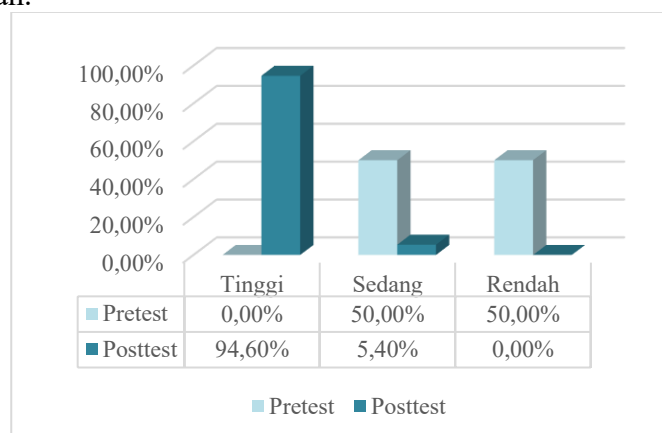 100,00%
80,00%
60,00%
40,00%
20,00%
0,00%
Tinggi Sedang Rendah
Pretest 0,00% 50,00% 50,00%
Posttest 94,60% 5,40% 0,00%
Pretest Posttest